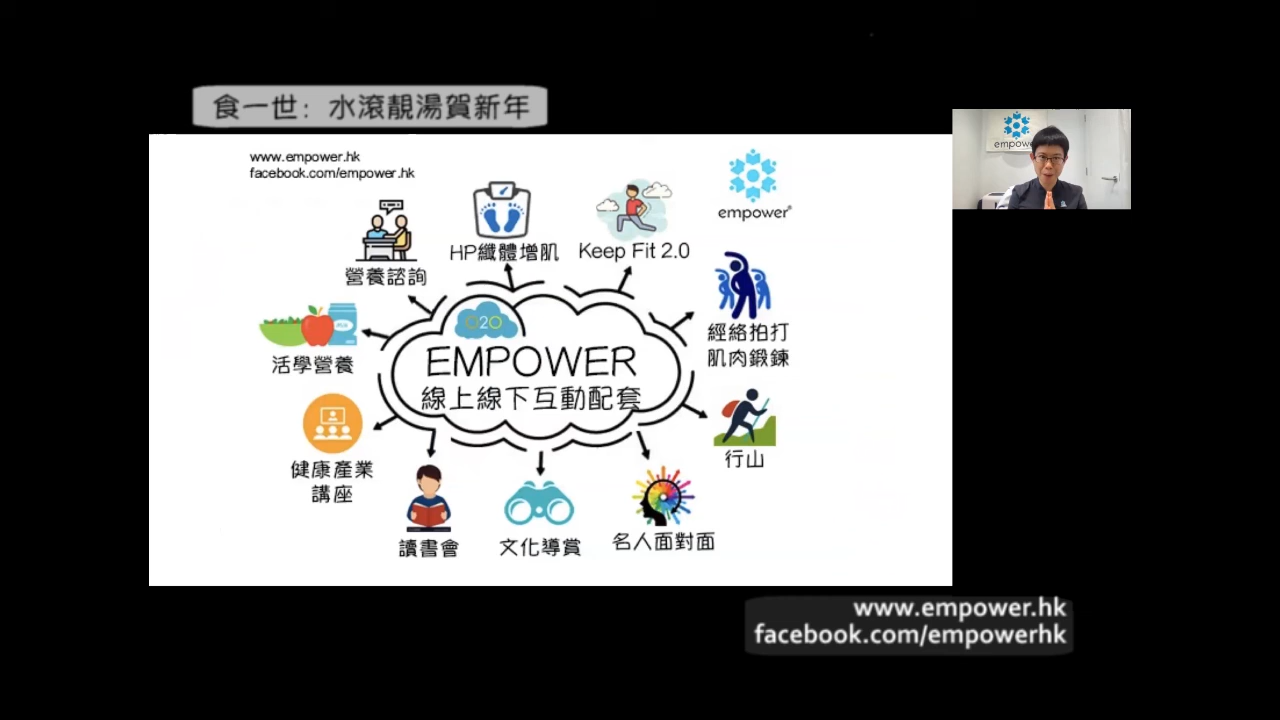 食一世：水滾靚湯賀新年
www.empower.hk
facebook.com/empower.hk
empower
empower®
HP纖體增肌
Keep Fit 2.0
營養諮詢
經絡拍打
肌肉鍛鍊
活學營養
O2O
EMPOWER
線上線下互動配套
行山
健康產業
講座
讀書會
文化導賞
名人面對面
www.empower.hk
facebook.com/empowerhk